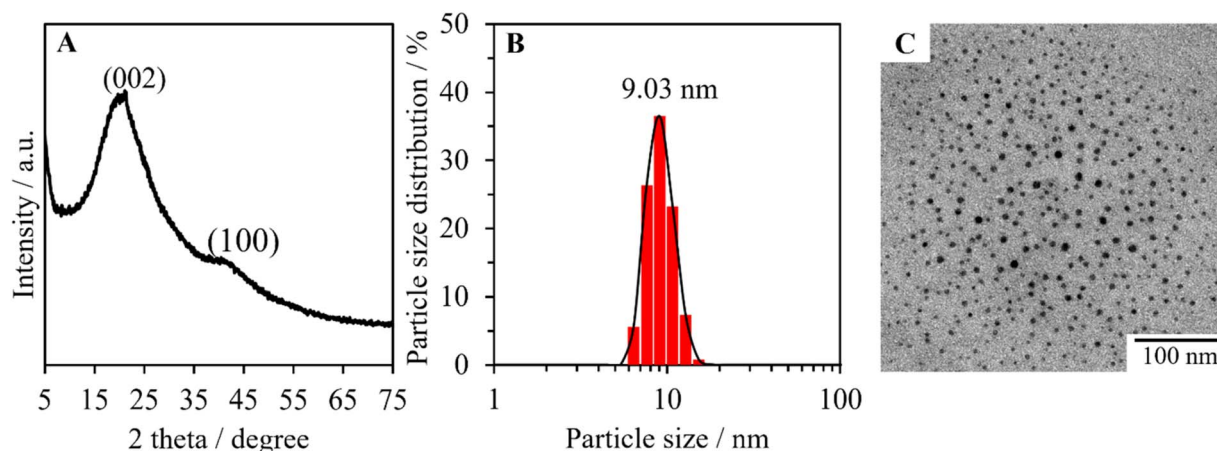 A
(002)
(100)
Intensity / a.u.
5 15 25 35 45 55 65 75
2 theta / degree
B
9.03 nm
Particle size distribution / %
50
40
30
20
10
0
1 10 100
Particle size / nm
C
100 nm